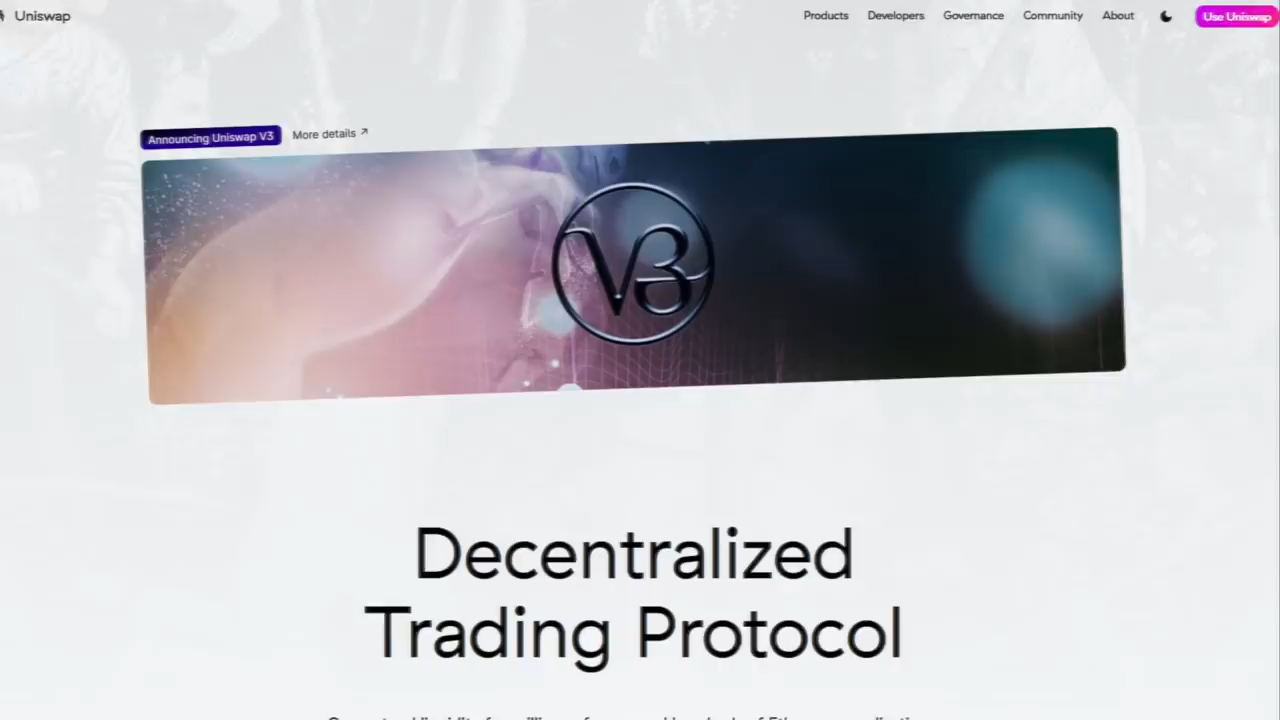 Uniswap
Products Developers Governance Community About Use Uniswap
Announcing Uniswap V3 More details ↗
V3
Decentralized
Trading Protocol